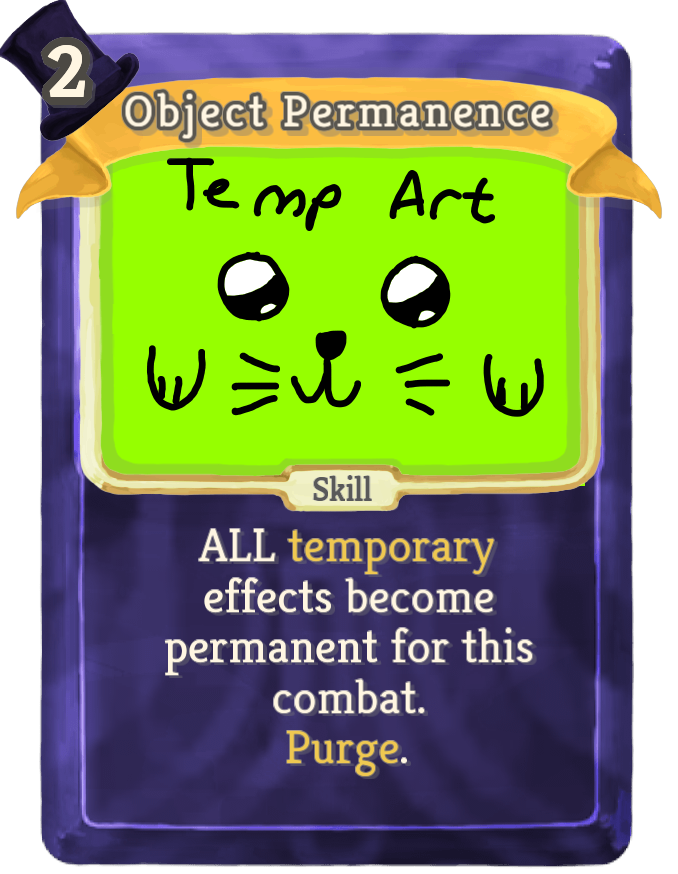 2
Object Permanence
Temp Art
Skill
ALL temporary
effects become
permanent for this
combat.
Purge.